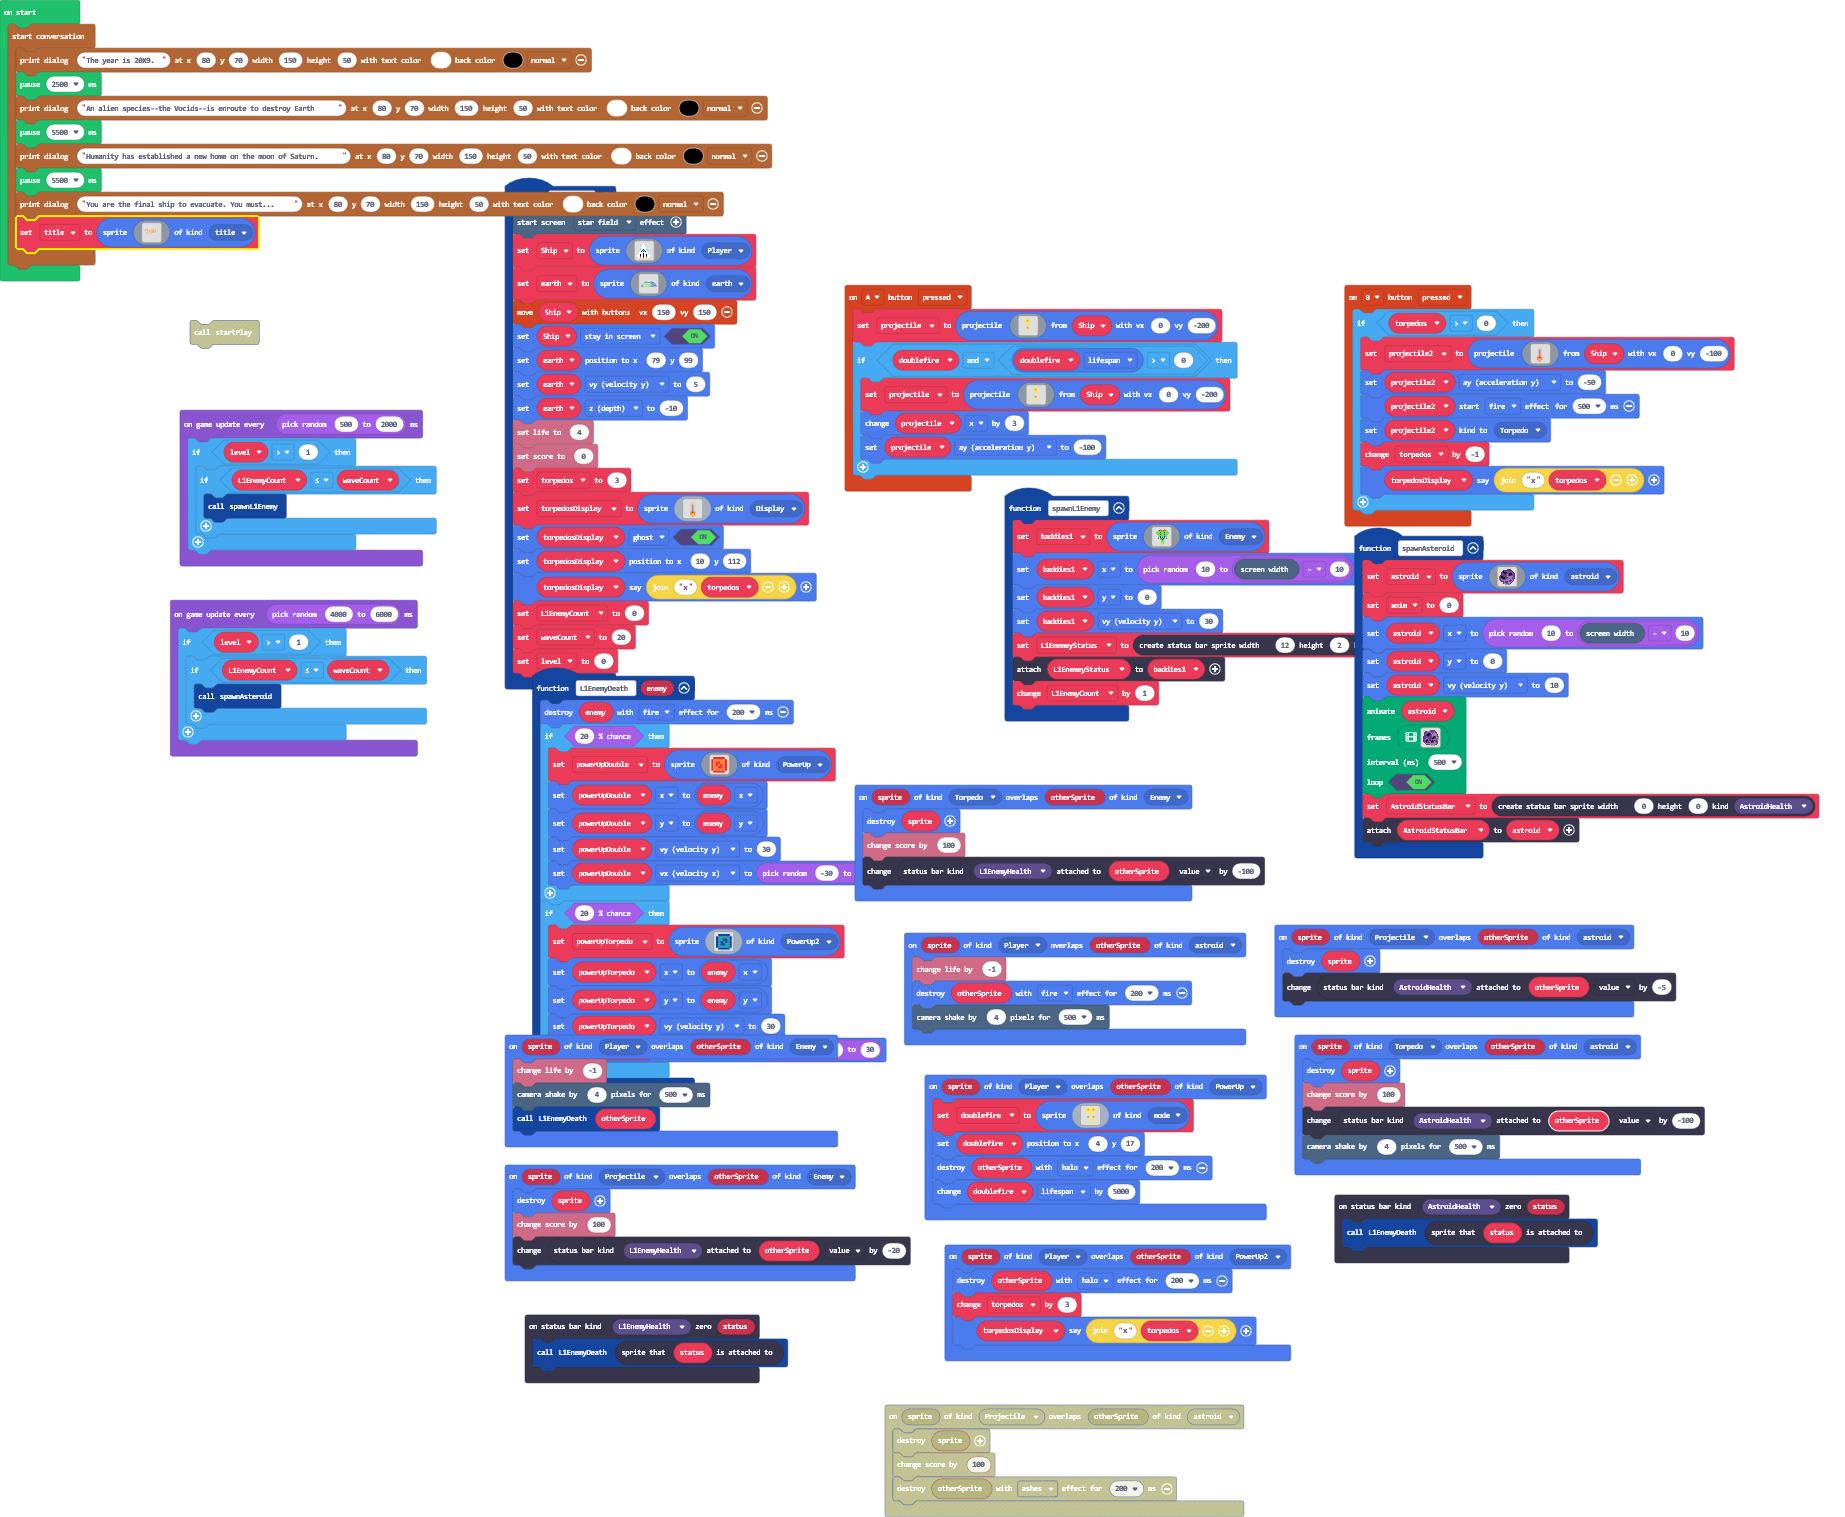 on start
start conversation
print dialog "The year is 20X9. " at x 80 y 70 width 150 height 50 with text color back color normal
pause 2500 ms
print dialog "An alien species--the Vocids--is enroute to destroy Earth " at x 80 y 70 width 150 height 50 with text color back color normal
pause 5500 ms
print dialog "Humanity has established a new home on the moon of Saturn. " at x 80 y 70 width 150 height 50 with text color back color normal
pause 5500 ms
print dialog "You are the final ship to evacuate. You must... " at x 80 y 70 width 150 height 50 with text color back color normal
set title to sprite of kind title
call startPlay
on game update every pick random 500 to 2000 ms
if level > 1 then
if L1EnemyCount ≤ waveCount then
call spawnL1Enemy
on game update every pick random 4000 to 6000 ms
if level > 1 then
if L1EnemyCount ≤ waveCount then
call spawnAsteroid
start screen star field effect
set Ship to sprite of kind Player
set earth to sprite of kind earth
move Ship with buttons vx 150 vy 150
set Ship stay in screen ON
set earth position to x 79 y 99
set earth vy (velocity y) to 5
set earth z (depth) to -10
set life to 4
set score to 0
set torpedos to 3
set torpedosDisplay to sprite of kind Display
set torpedosDisplay ghost ON
set torpedosDisplay position to x 10 y 112
torpedosDisplay say join "x" torpedos
set L1EnemyCount to 0
set waveCount to 20
set level to 0
function L1EnemyDeath enemy
destroy enemy with fire effect for 200 ms
if 20 % chance then
set powerUpDouble to sprite of kind PowerUp
set powerUpDouble x to enemy x
set powerUpDouble y to enemy y
set powerUpDouble vy (velocity y) to 30
set powerUpDouble vx (velocity x) to pick random -30 to
if 20 % chance then
set powerUpTorpedo to sprite of kind PowerUp2
set powerUpTorpedo x to enemy x
set powerUpTorpedo y to enemy y
set powerUpTorpedo vy (velocity y) to 30
to 30
on sprite of kind Player overlaps otherSprite of kind Enemy
change life by -1
camera shake by 4 pixels for 500 ms
call L1EnemyDeath otherSprite
on sprite of kind Projectile overlaps otherSprite of kind Enemy
destroy sprite
change score by 100
change status bar kind L1EnemyHealth attached to otherSprite value by -20
on status bar kind L1EnemyHealth zero status
call L1EnemyDeath sprite that status is attached to
on A button pressed
set projectile to projectile from Ship with vx 0 vy -200
if doublefire and doublefire lifespan > 0 then
set projectile to projectile from Ship with vx 0 vy -200
change projectile x by 3
set projectile ay (acceleration y) to -100
function spawnL1Enemy
set baddies1 to sprite of kind Enemy
set baddies1 x to pick random 10 to screen width - 10
set baddies1 y to 0
set baddies1 vy (velocity y) to 30
set L1EnemeyStatus to create status bar sprite width 12 height 2
attach L1EnemeyStatus to baddies1
change L1EnemyCount by 1
on sprite of kind Torpedo overlaps otherSprite of kind Enemy
destroy sprite
change score by 100
change status bar kind L1EnemyHealth attached to otherSprite value by -100
on sprite of kind Player overlaps otherSprite of kind astroid
change life by -1
destroy otherSprite with fire effect for 200 ms
camera shake by 4 pixels for 500 ms
on sprite of kind Player overlaps otherSprite of kind PowerUp
set doublefire to sprite of kind mode
set doublefire position to x 4 y 17
destroy otherSprite with halo effect for 200 ms
change doublefire lifespan by 5000
on sprite of kind Player overlaps otherSprite of kind PowerUp2
destroy otherSprite with halo effect for 200 ms
change torpedos by 3
torpedosDisplay say join "x" torpedos
on sprite of kind Projectile overlaps otherSprite of kind astroid
destroy sprite
change score by 100
destroy otherSprite with ashes effect for 200 ms
on B button pressed
if torpedos > 0 then
set projectile2 to projectile from Ship with vx 0 vy -100
set projectile2 ay (acceleration y) to -50
projectile2 start fire effect for 500 ms
set projectile2 kind to Torpedo
change torpedos by -1
torpedosDisplay say join "x" torpedos
function spawnAsteroid
set astroid to sprite of kind astroid
set anim to 0
set astroid x to pick random 10 to screen width - 10
set astroid y to 0
set astroid vy (velocity y) to 10
animate astroid
frames
interval (ms) 500
loop ON
set AstroidStatusBar to create status bar sprite width 0 height 0 kind AstroidHealth
attach AstroidStatusBar to astroid
on sprite of kind Projectile overlaps otherSprite of kind astroid
destroy sprite
change status bar kind AstroidHealth attached to otherSprite value by -5
on sprite of kind Torpedo overlaps otherSprite of kind astroid
destroy sprite
change score by 100
change status bar kind AstroidHealth attached to otherSprite value by -100
camera shake by 4 pixels for 500 ms
on status bar kind AstroidHealth zero status
call L1EnemyDeath sprite that status is attached to